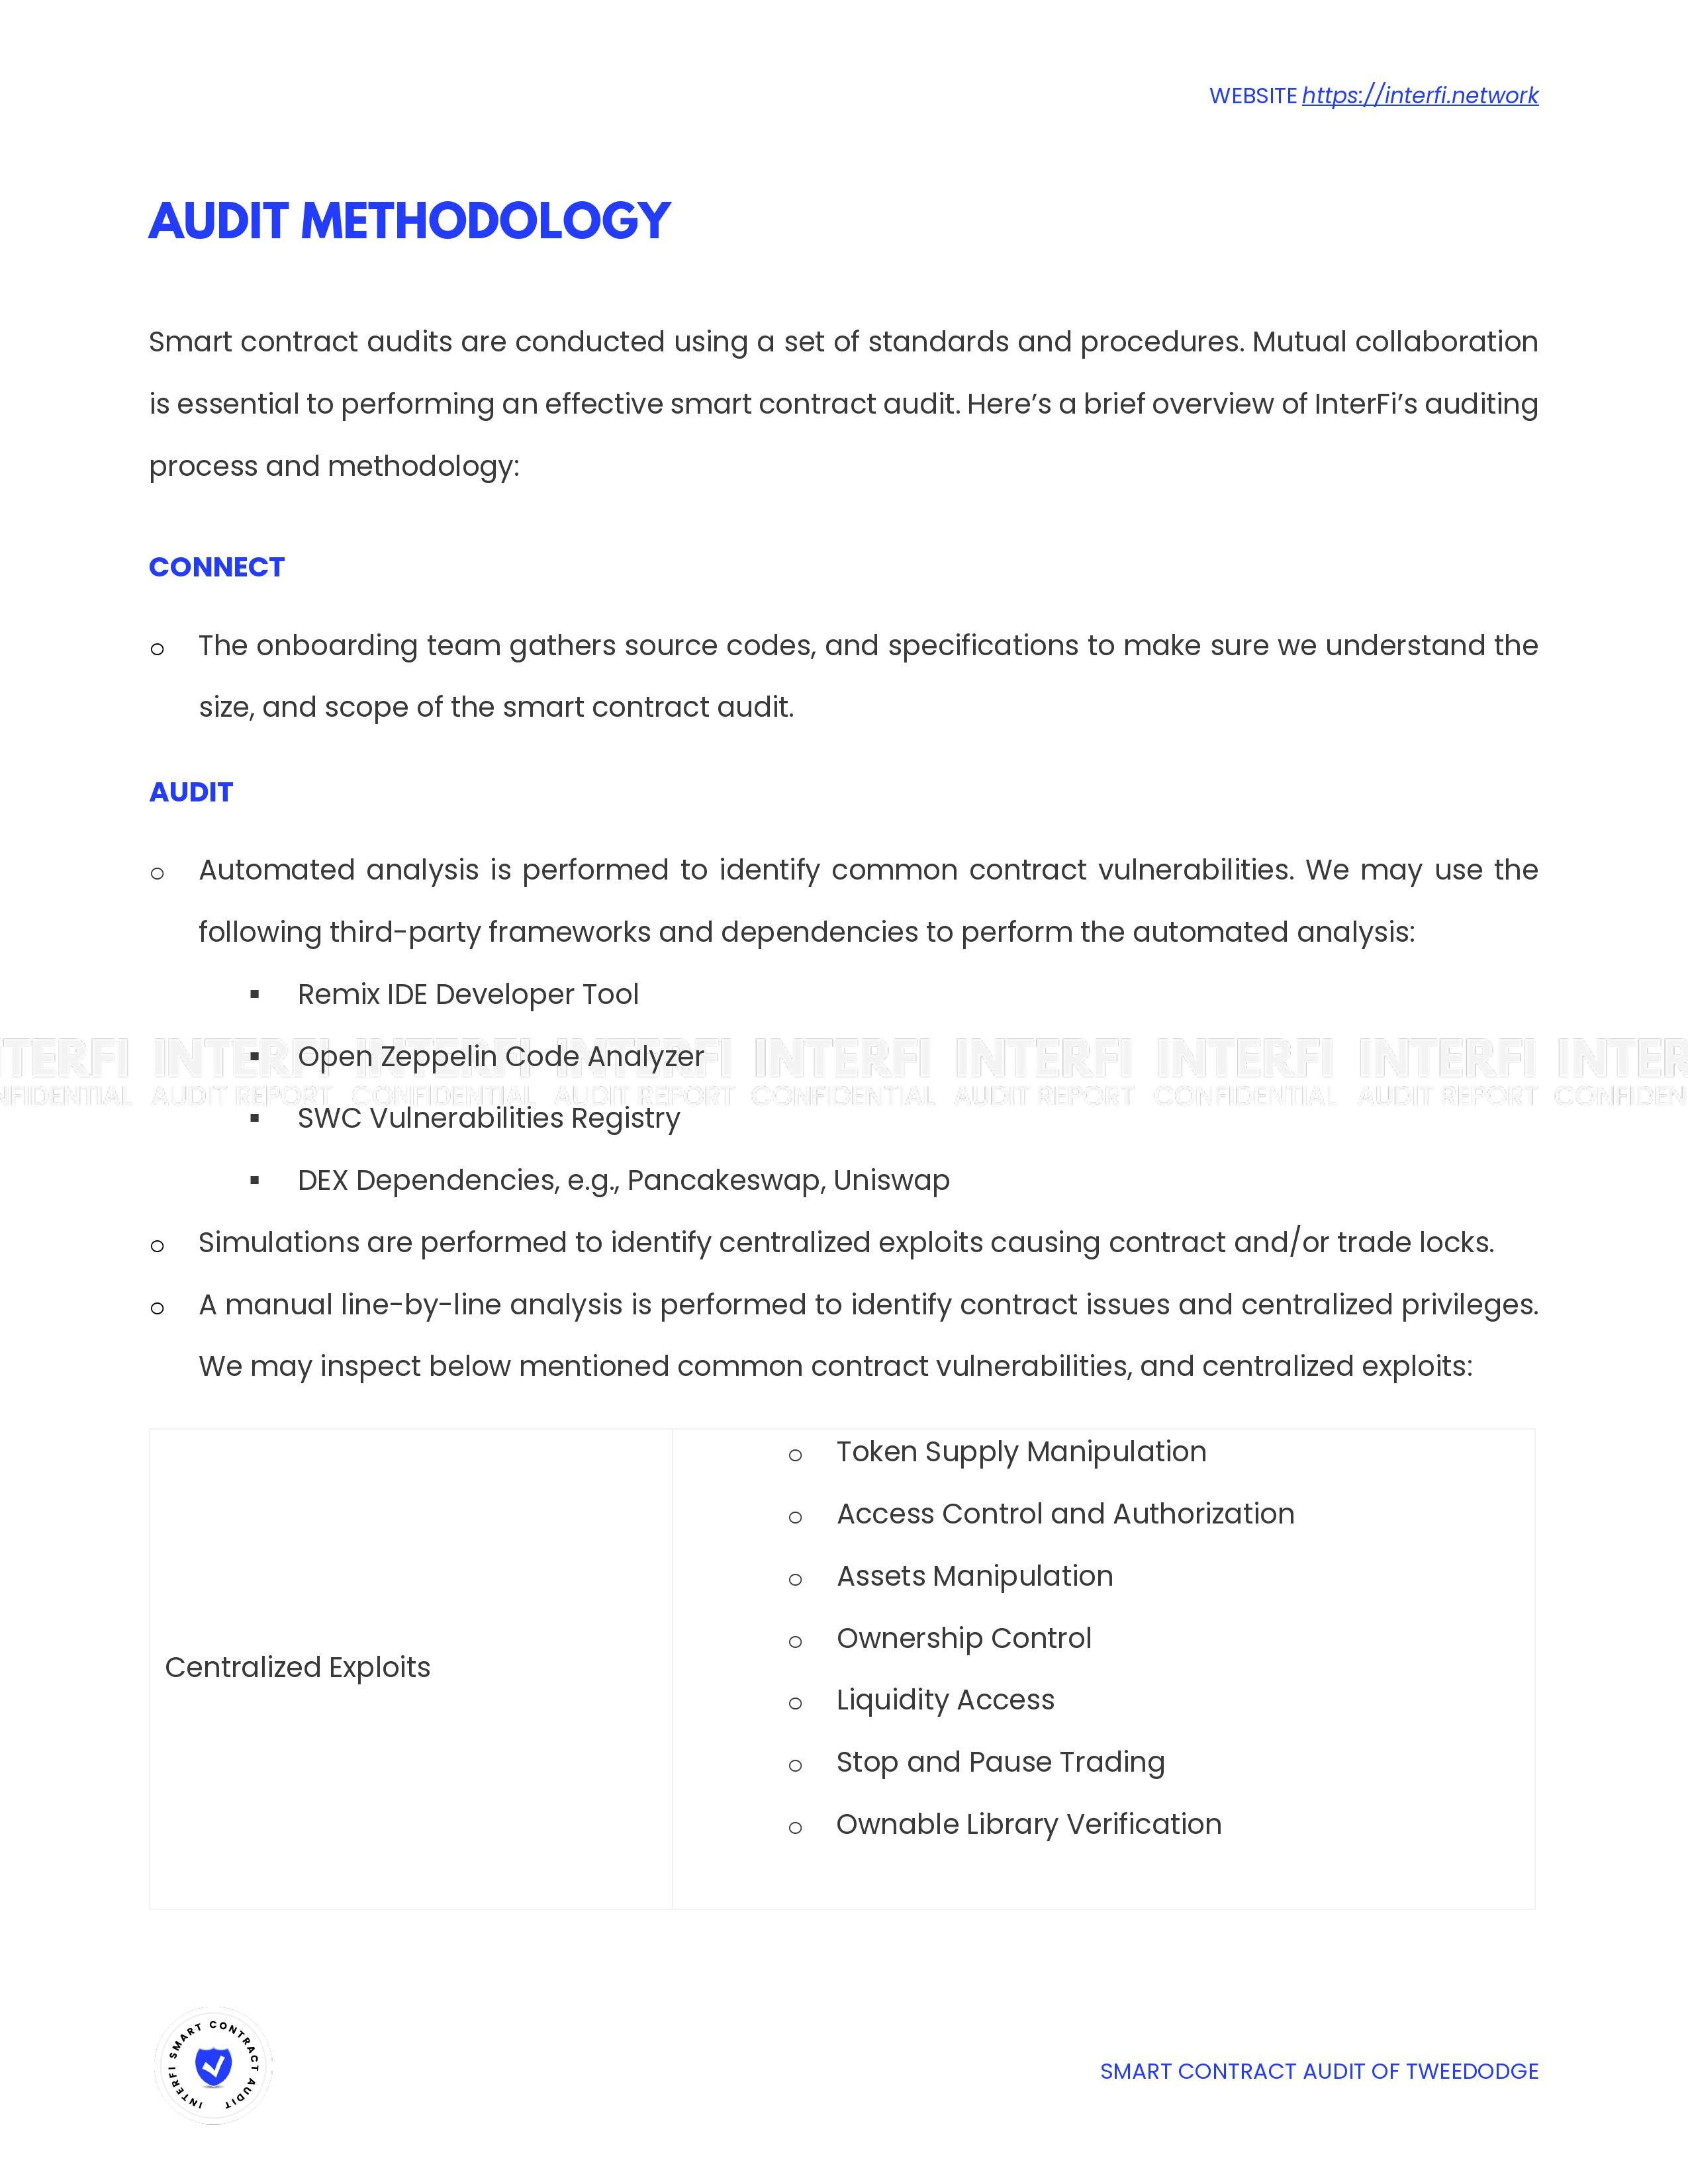 WEBSITE https://interfi.network
AUDIT METHODOLOGY
Smart contract audits are conducted using a set of standards and procedures. Mutual collaboration
is essential to performing an effective smart contract audit. Here’s a brief overview of InterFi’s auditing
process and methodology:
CONNECT
o The onboarding team gathers source codes, and specifications to make sure we understand the
size, and scope of the smart contract audit.
AUDIT
o Automated analysis is performed to identify common contract vulnerabilities. We may use the
following third-party frameworks and dependencies to perform the automated analysis:
▪ Remix IDE Developer Tool
TERFI INTERFI INTERFI INTERFI INTERFI INTERFI INTERFI INTERFI INTER
▪ Open Zeppelin Code Analyzer
NFIDENTIAL AUDIT REPORT CONFIDENTIAL AUDIT REPORT CONFIDENTIAL AUDIT REPORT CONFIDENTIAL AUDIT REPORT CONFIDEN
▪ SWC Vulnerabilities Registry
▪ DEX Dependencies, e.g., Pancakeswap, Uniswap
o Simulations are performed to identify centralized exploits causing contract and/or trade locks.
o A manual line-by-line analysis is performed to identify contract issues and centralized privileges.
We may inspect below mentioned common contract vulnerabilities, and centralized exploits:
Centralized Exploits
o Token Supply Manipulation
o Access Control and Authorization
o Assets Manipulation
o Ownership Control
o Liquidity Access
o Stop and Pause Trading
o Ownable Library Verification
INTERFI SMART CONTRACT AUDIT
SMART CONTRACT AUDIT OF TWEEDODGE